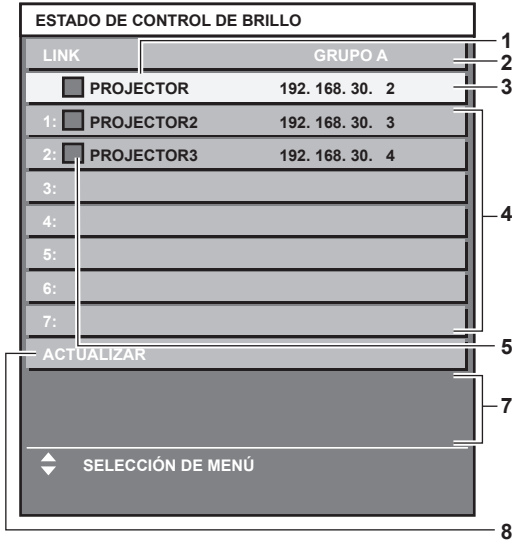 ESTADO DE CONTROL DE BRILLO
LINK GRUPO A
PROJECTOR 192. 168. 30. 2
1: PROJECTOR2 192. 168. 30. 3
2: PROJECTOR3 192. 168. 30. 4
3:
4:
5:
6:
7:
ACTUALIZAR
SELECCIÓN DE MENÚ
1
2
3
4
5
7
8